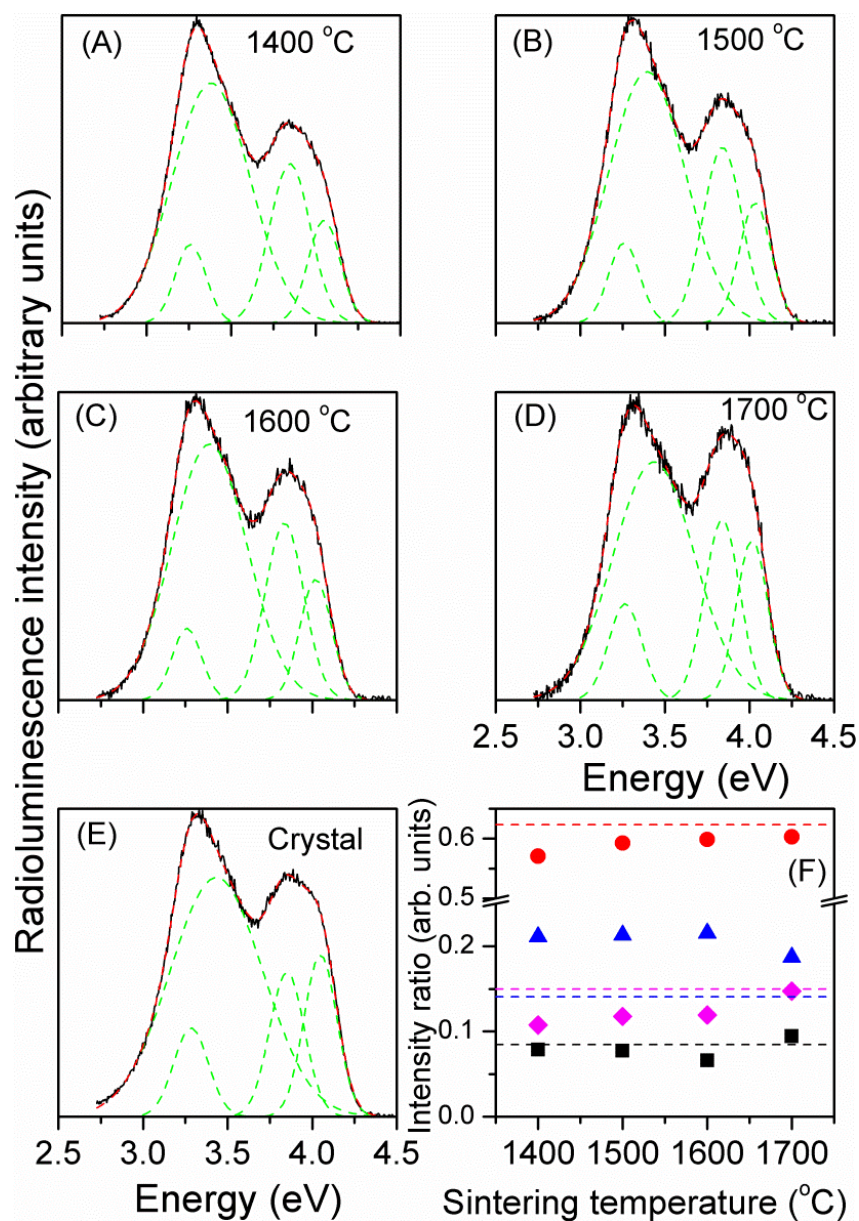 Radioluminescence intensity (arbitrary units)
(A)
1400 °C
(B)
1500 °C
(C)
1600 °C
(D)
1700 °C
2.5 3.0 3.5 4.0 4.5
Energy (eV)
(E)
Crystal
2.5 3.0 3.5 4.0 4.5
Energy (eV)
Intensity ratio (arb. units)
0.6
0.5
0.2
0.1
0.0
(F)
1400 1500 1600 1700
Sintering temperature (°C)